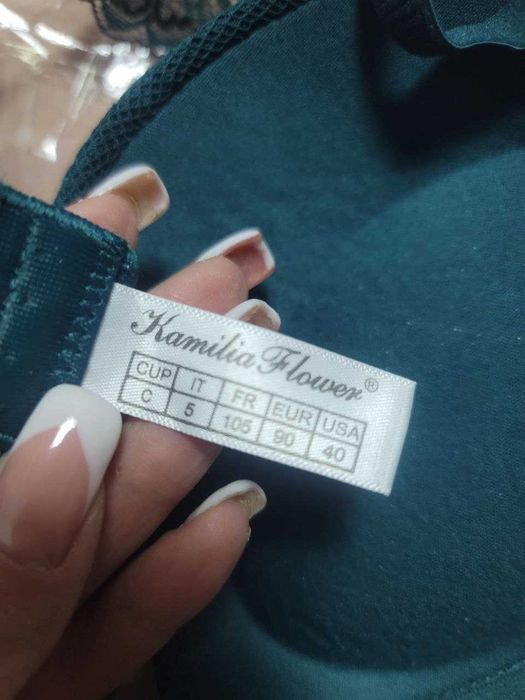 Kamilia Flower®
CUP IT FR EUR USA
C 5 105 90 40